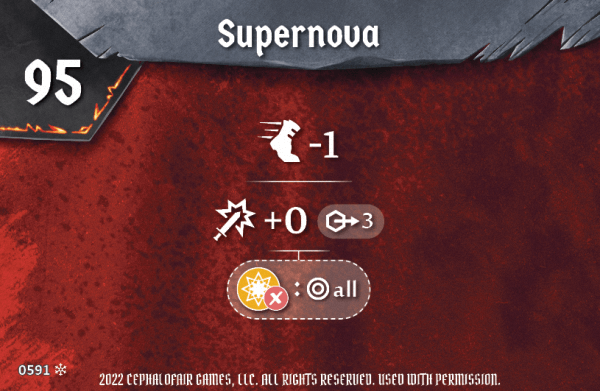 Supernova
95
-1
+0 3
: all
0591
2022 CEPHALOFAIR GAMES, LLC. ALL RIGHTS RESERVED. USED WITH PERMISSION.